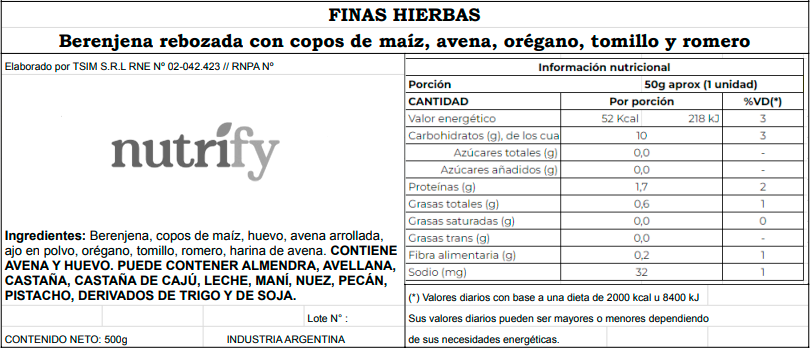 FINAS HIERBAS
Berenjena rebozada con copos de maíz, avena, orégano, tomillo y romero
Elaborado por TSIM S.R.L RNE Nº 02-042.423 // RNPA Nº
nutrify
Ingredientes: Berenjena, copos de maíz, huevo, avena arrollada,
ajo en polvo, orégano, tomillo, romero, harina de avena. CONTIENE
AVENA Y HUEVO. PUEDE CONTENER ALMENDRA, AVELLANA,
CASTAÑA, CASTAÑA DE CAJÚ, LECHE, MANÍ, NUEZ, PECÁN,
PISTACHO, DERIVADOS DE TRIGO Y DE SOJA.
Lote N° :
CONTENIDO NETO: 500g INDUSTRIA ARGENTINA
Información nutricional
Porción 50g aprox (1 unidad)
CANTIDAD Por porción %VD(*)
Valor energético 52 Kcal 218 kJ 3
Carbohidratos (g), de los cua 10 3
Azúcares totales (g) 0,0 -
Azúcares añadidos (g) 0,0 -
Proteínas (g) 1,7 2
Grasas totales (g) 0,6 1
Grasas saturadas (g) 0,0 0
Grasas trans (g) 0,0 -
Fibra alimentaria (g) 0,2 1
Sodio (mg) 32 1
(*) Valores diarios con base a una dieta de 2000 kcal u 8400 kJ
Sus valores diarios pueden ser mayores o menores dependiendo
de sus necesidades energéticas.